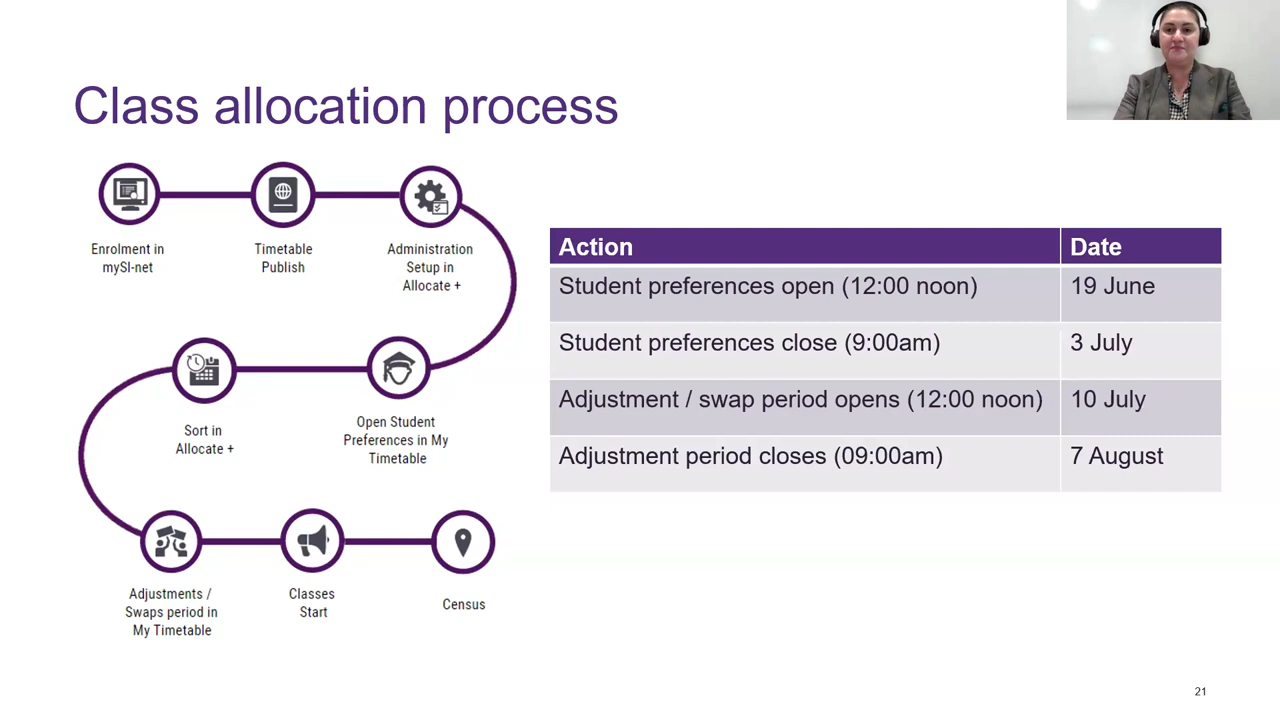 Class allocation process
Enrolment in
mySI-net
Timetable
Publish
Administration
Setup in
Allocate +
Open Student
Preferences in My
Timetable
Sort in
Allocate +
Adjustments /
Swaps period in
My Timetable
Classes
Start
Census
Action Date
Student preferences open (12:00 noon) 19 June
Student preferences close (9:00am) 3 July
Adjustment / swap period opens (12:00 noon) 10 July
Adjustment period closes (09:00am) 7 August
21